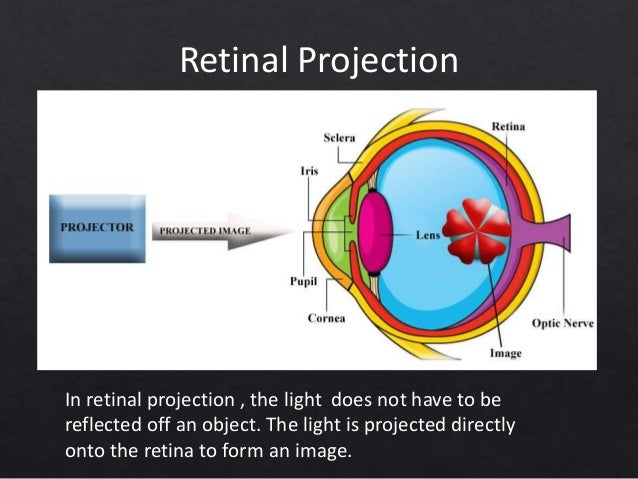 Retinal Projection
Sclera
Retina
Iris
PROJECTOR
PROJECTED IMAGE
Lens
Pupil
Cornea
Optic Nerve
Image
In retinal projection , the light does not have to be
reflected off an object. The light is projected directly
onto the retina to form an image.